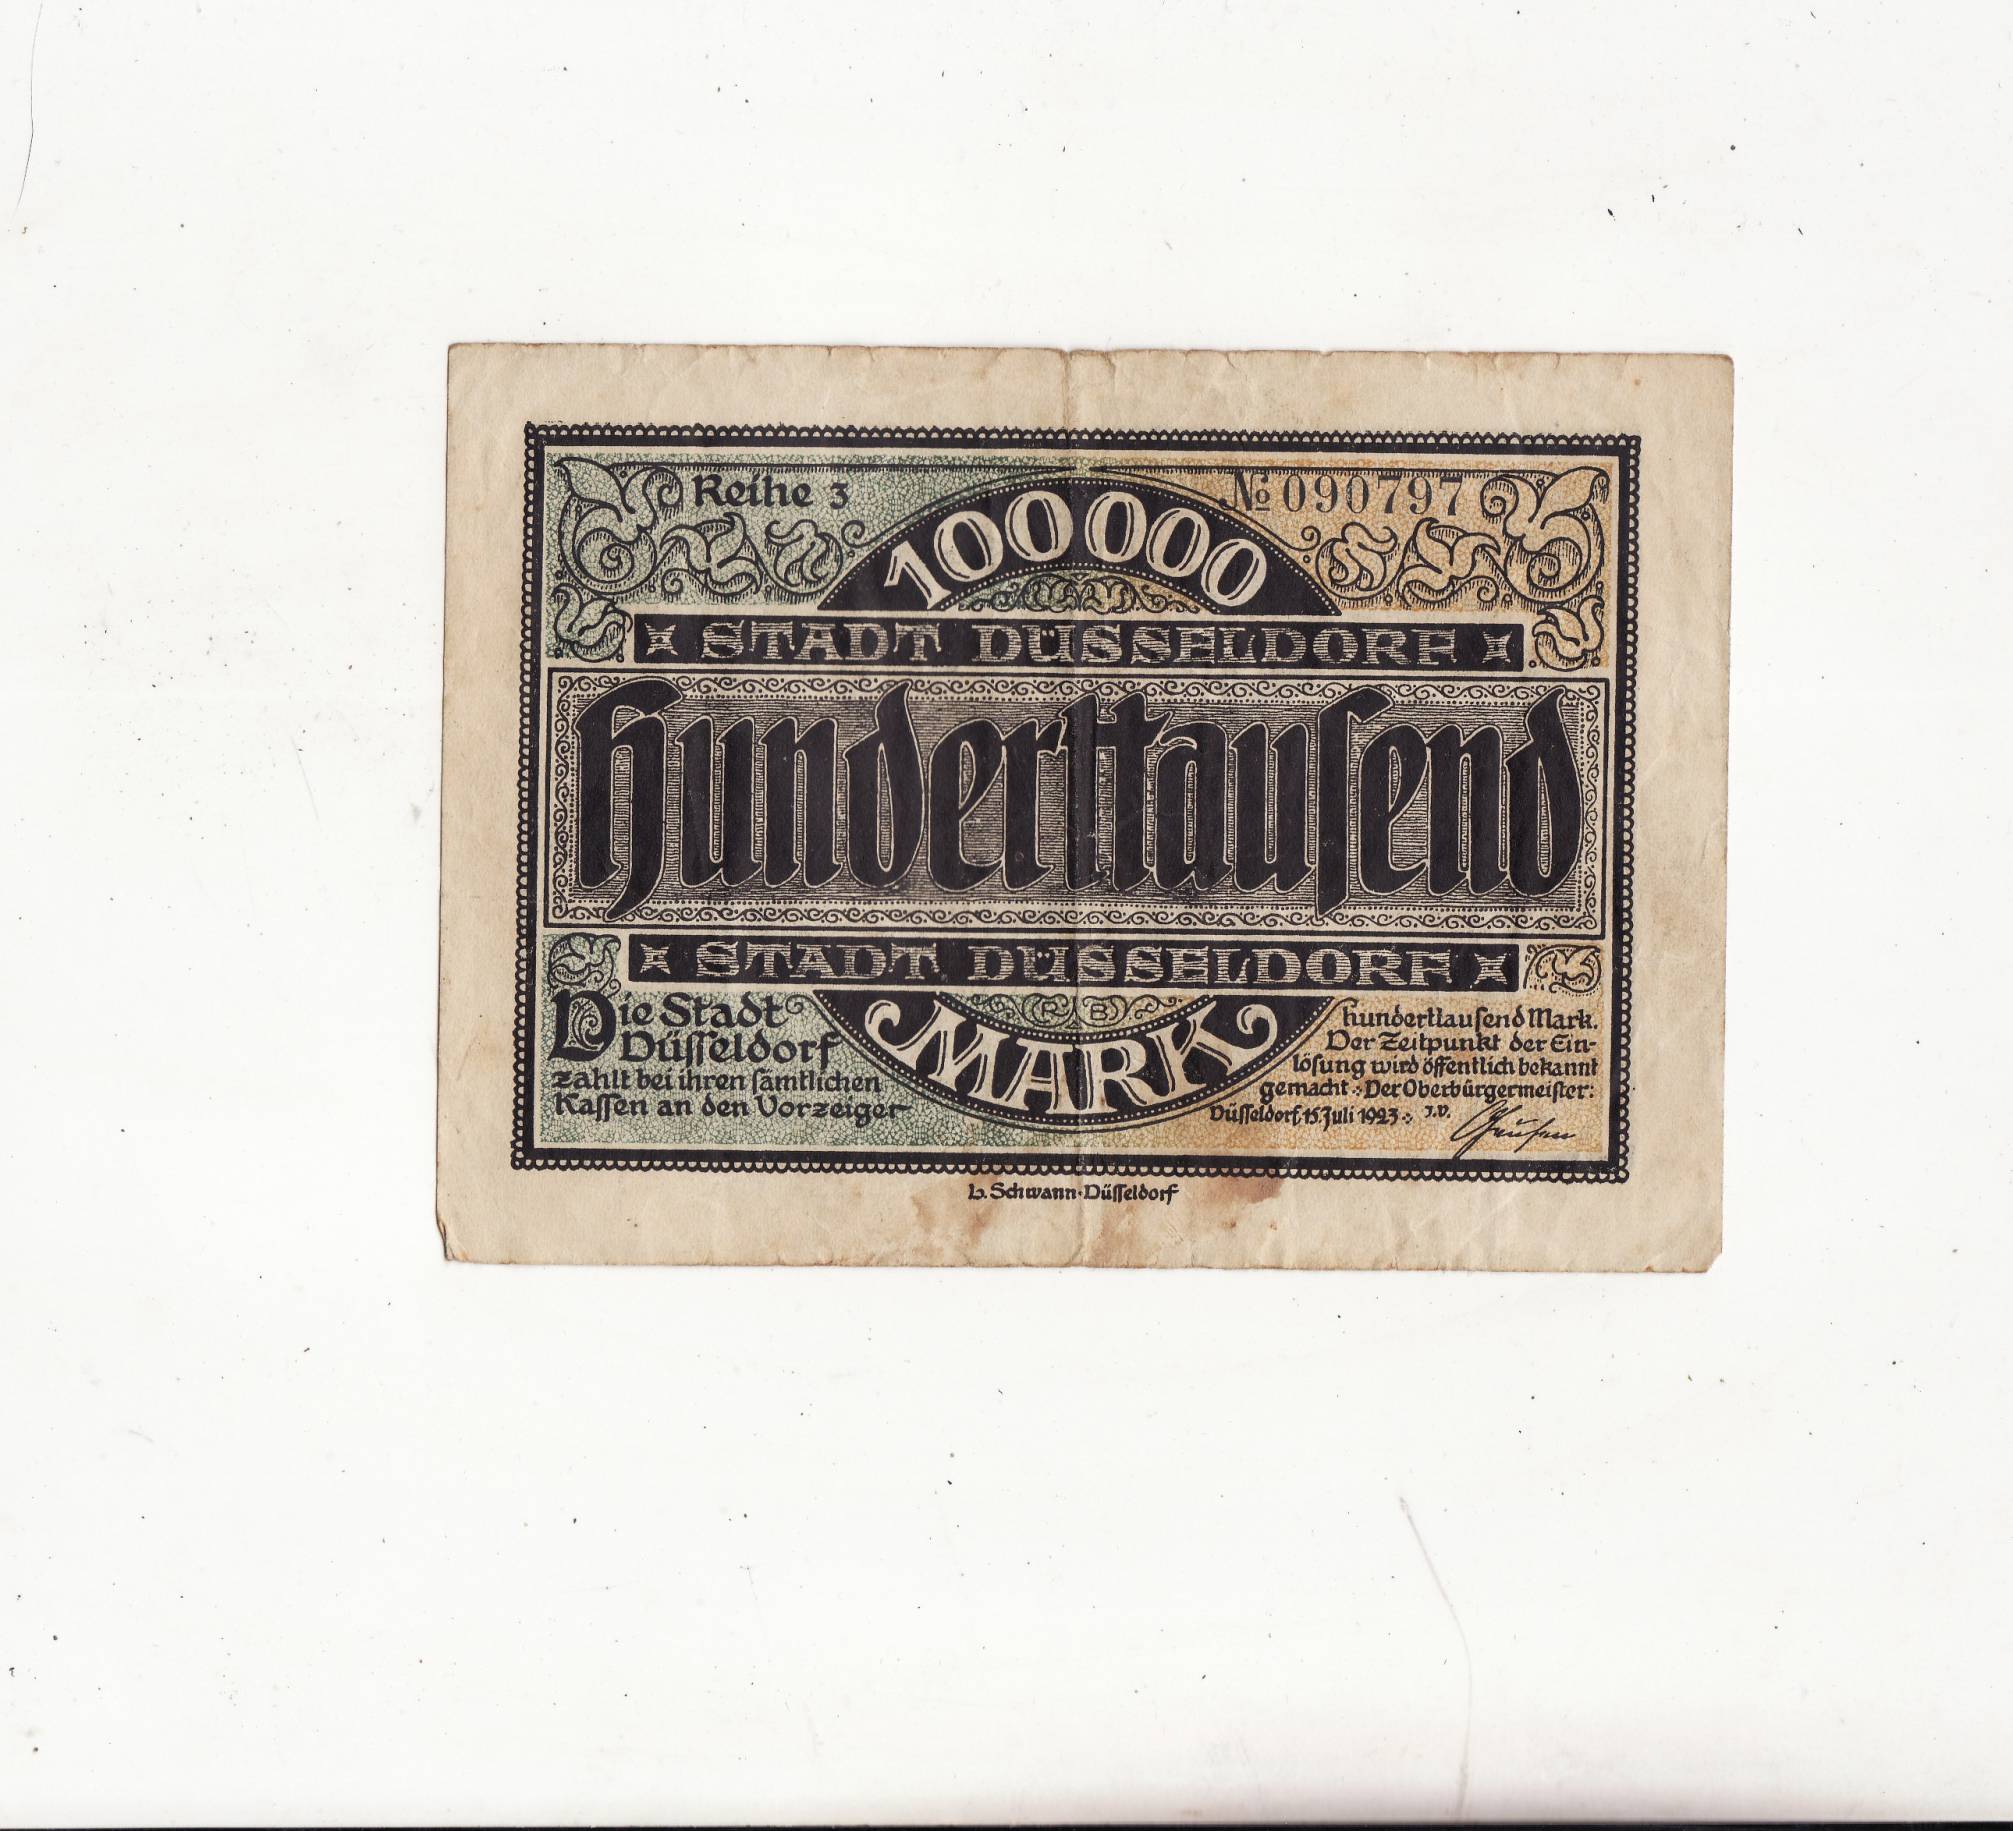 Reihe 3
№ 090797
100000
STADT DÜSSELDORF
Hunderttauſend
STADT DÜSSELDORF
MARK
R B
Die Stadt
Düſſeldorf
zahlt bei ihren ſämtlichen
Kaſſen an den Vorzeiger
hunderttauſend Mark.
Der Zeitpunkt der Ein-
löſung wird öffentlich bekannt
gemacht : Der Oberbürgermeiſter:
Düſſeldorf, 15. Juli 1923 : J.V.
L. Schwann · Düſſeldorf